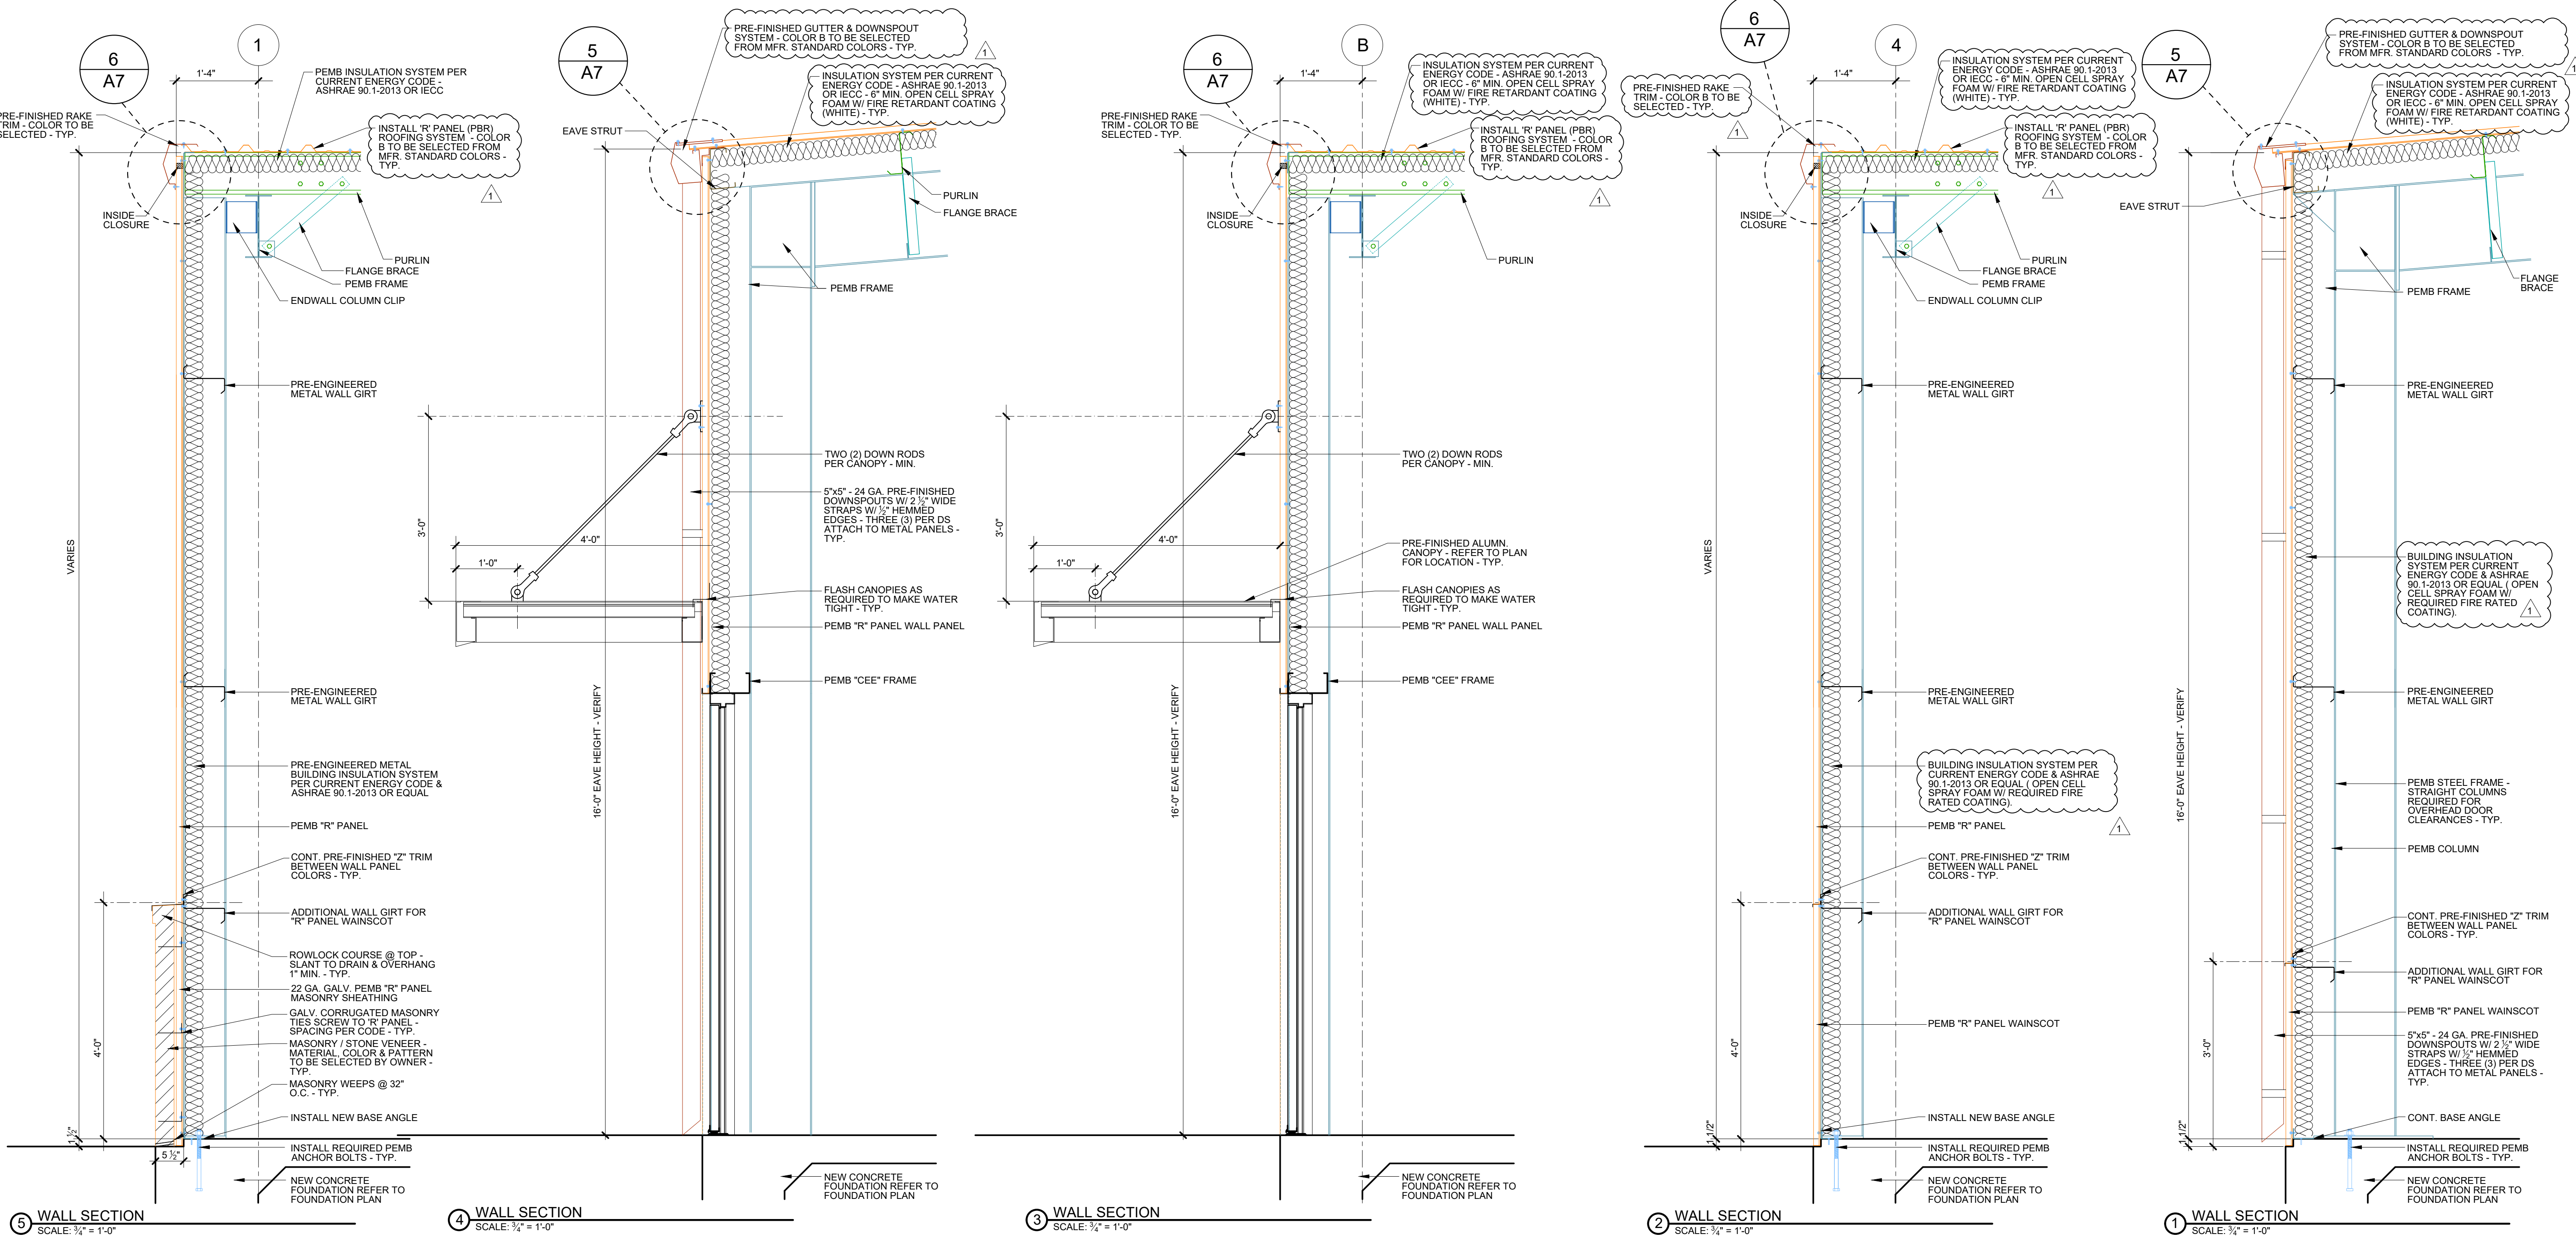 6
A7
1
1'-4"
PEMB INSULATION SYSTEM PER
CURRENT ENERGY CODE -
ASHRAE 90.1-2013 OR IECC
PRE-FINISHED RAKE
TRIM - COLOR TO BE
SELECTED - TYP.
INSTALL 'R' PANEL (PBR)
ROOFING SYSTEM - COLOR
B TO BE SELECTED FROM
MFR. STANDARD COLORS -
TYP.
1
INSIDE
CLOSURE
PURLIN
FLANGE BRACE
PEMB FRAME
ENDWALL COLUMN CLIP
PRE-ENGINEERED
METAL WALL GIRT
VARIES
PRE-ENGINEERED
METAL WALL GIRT
PRE-ENGINEERED METAL
BUILDING INSULATION SYSTEM
PER CURRENT ENERGY CODE &
ASHRAE 90.1-2013 OR EQUAL
PEMB "R" PANEL
CONT. PRE-FINISHED "Z" TRIM
BETWEEN WALL PANEL
COLORS - TYP.
ADDITIONAL WALL GIRT FOR
"R" PANEL WAINSCOT
ROWLOCK COURSE @ TOP -
SLANT TO DRAIN & OVERHANG
1" MIN. - TYP.
22 GA. GALV. PEMB "R" PANEL
MASONRY SHEATHING
GALV. CORRUGATED MASONRY
TIES SCREW TO 'R' PANEL -
SPACING PER CODE - TYP.
4'-0"
MASONRY / STONE VENEER -
MATERIAL, COLOR & PATTERN
TO BE SELECTED BY OWNER -
TYP.
MASONRY WEEPS @ 32"
O.C. - TYP.
INSTALL NEW BASE ANGLE
1 ½"
5 ½"
INSTALL REQUIRED PEMB
ANCHOR BOLTS - TYP.
NEW CONCRETE
FOUNDATION REFER TO
FOUNDATION PLAN
5 WALL SECTION
SCALE: ¾" = 1'-0"
5
A7
PRE-FINISHED GUTTER & DOWNSPOUT
SYSTEM - COLOR B TO BE SELECTED
FROM MFR. STANDARD COLORS - TYP.
1
INSULATION SYSTEM PER CURRENT
ENERGY CODE - ASHRAE 90.1-2013
OR IECC - 6" MIN. OPEN CELL SPRAY
FOAM W/ FIRE RETARDANT COATING
(WHITE) - TYP.
EAVE STRUT
PURLIN
FLANGE BRACE
PEMB FRAME
TWO (2) DOWN RODS
PER CANOPY - MIN.
5"x5" - 24 GA. PRE-FINISHED
DOWNSPOUTS W/ 2 ½" WIDE
STRAPS W/ ½" HEMMED
EDGES - THREE (3) PER DS
ATTACH TO METAL PANELS -
TYP.
3'-0"
4'-0"
1'-0"
FLASH CANOPIES AS
REQUIRED TO MAKE WATER
TIGHT - TYP.
PEMB "R" PANEL WALL PANEL
PEMB "CEE" FRAME
16'-0" EAVE HEIGHT - VERIFY
NEW CONCRETE
FOUNDATION REFER TO
FOUNDATION PLAN
4 WALL SECTION
SCALE: ¾" = 1'-0"
6
A7
B
1'-4"
INSULATION SYSTEM PER CURRENT
ENERGY CODE - ASHRAE 90.1-2013
OR IECC - 6" MIN. OPEN CELL SPRAY
FOAM W/ FIRE RETARDANT COATING
(WHITE) - TYP.
PRE-FINISHED RAKE
TRIM - COLOR TO BE
SELECTED - TYP.
INSTALL 'R' PANEL (PBR)
ROOFING SYSTEM - COLOR
B TO BE SELECTED FROM
MFR. STANDARD COLORS -
TYP.
1
INSIDE
CLOSURE
PURLIN
TWO (2) DOWN RODS
PER CANOPY - MIN.
3'-0"
4'-0"
1'-0"
PRE-FINISHED ALUMN.
CANOPY - REFER TO PLAN
FOR LOCATION - TYP.
FLASH CANOPIES AS
REQUIRED TO MAKE WATER
TIGHT - TYP.
PEMB "R" PANEL WALL PANEL
PEMB "CEE" FRAME
16'-0" EAVE HEIGHT - VERIFY
NEW CONCRETE
FOUNDATION REFER TO
FOUNDATION PLAN
3 WALL SECTION
SCALE: ¾" = 1'-0"
6
A7
4
1'-4"
PRE-FINISHED RAKE
TRIM - COLOR B TO BE
SELECTED - TYP.
1
INSULATION SYSTEM PER CURRENT
ENERGY CODE - ASHRAE 90.1-2013
OR IECC - 6" MIN. OPEN CELL SPRAY
FOAM W/ FIRE RETARDANT COATING
(WHITE) - TYP.
INSTALL 'R' PANEL (PBR)
ROOFING SYSTEM - COLOR
B TO BE SELECTED FROM
MFR. STANDARD COLORS -
TYP.
1
INSIDE
CLOSURE
PURLIN
FLANGE BRACE
PEMB FRAME
ENDWALL COLUMN CLIP
PRE-ENGINEERED
METAL WALL GIRT
VARIES
PRE-ENGINEERED
METAL WALL GIRT
BUILDING INSULATION SYSTEM PER
CURRENT ENERGY CODE & ASHRAE
90.1-2013 OR EQUAL ( OPEN CELL
SPRAY FOAM W/ REQUIRED FIRE
RATED COATING).
1
PEMB "R" PANEL
CONT. PRE-FINISHED "Z" TRIM
BETWEEN WALL PANEL
COLORS - TYP.
ADDITIONAL WALL GIRT FOR
"R" PANEL WAINSCOT
PEMB "R" PANEL WAINSCOT
4'-0"
INSTALL NEW BASE ANGLE
1 1/2"
INSTALL REQUIRED PEMB
ANCHOR BOLTS - TYP.
NEW CONCRETE
FOUNDATION REFER TO
FOUNDATION PLAN
2 WALL SECTION
SCALE: ¾" = 1'-0"
5
A7
PRE-FINISHED GUTTER & DOWNSPOUT
SYSTEM - COLOR B TO BE SELECTED
FROM MFR. STANDARD COLORS - TYP.
1
INSULATION SYSTEM PER CURRENT
ENERGY CODE - ASHRAE 90.1-2013
OR IECC - 6" MIN. OPEN CELL SPRAY
FOAM W/ FIRE RETARDANT COATING
(WHITE) - TYP.
EAVE STRUT
FLANGE
BRACE
PEMB FRAME
PRE-ENGINEERED
METAL WALL GIRT
BUILDING INSULATION
SYSTEM PER CURRENT
ENERGY CODE & ASHRAE
90.1-2013 OR EQUAL ( OPEN
CELL SPRAY FOAM W/
REQUIRED FIRE RATED
COATING).
1
PRE-ENGINEERED
METAL WALL GIRT
16'-0" EAVE HEIGHT - VERIFY
PEMB STEEL FRAME -
STRAIGHT COLUMNS
REQUIRED FOR
OVERHEAD DOOR
CLEARANCES - TYP.
PEMB COLUMN
CONT. PRE-FINISHED "Z" TRIM
BETWEEN WALL PANEL
COLORS - TYP.
ADDITIONAL WALL GIRT FOR
"R" PANEL WAINSCOT
PEMB "R" PANEL WAINSCOT
3'-0"
5"x5" - 24 GA. PRE-FINISHED
DOWNSPOUTS W/ 2 ½" WIDE
STRAPS W/ ½" HEMMED
EDGES - THREE (3) PER DS
ATTACH TO METAL PANELS -
TYP.
CONT. BASE ANGLE
1 1/2"
INSTALL REQUIRED PEMB
ANCHOR BOLTS - TYP.
NEW CONCRETE
FOUNDATION REFER TO
FOUNDATION PLAN
1 WALL SECTION
SCALE: ¾" = 1'-0"